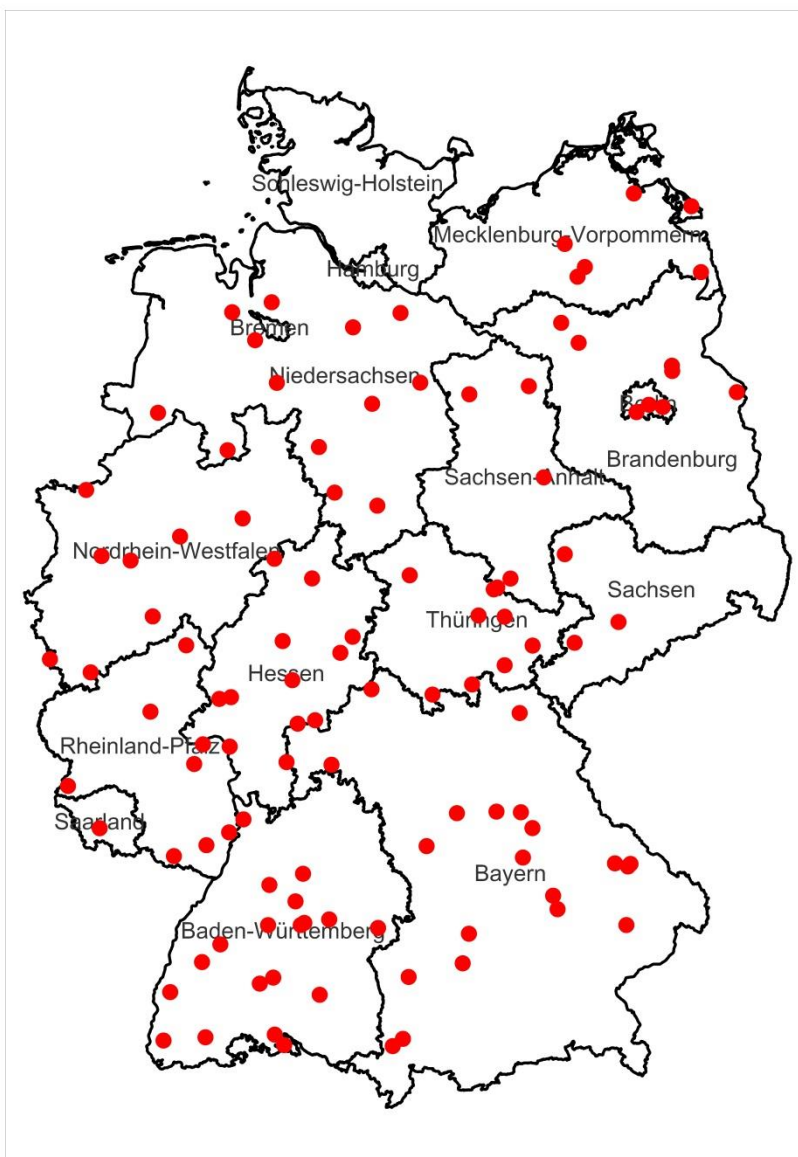 Schleswig-Holstein
Mecklenburg-Vorpommern
Hamburg
Bremen
Niedersachsen
Berlin
Brandenburg
Sachsen-Anhalt
Nordrhein-Westfalen
Sachsen
Thüringen
Hessen
Rheinland-Pfalz
Saarland
Bayern
Baden-Württemberg